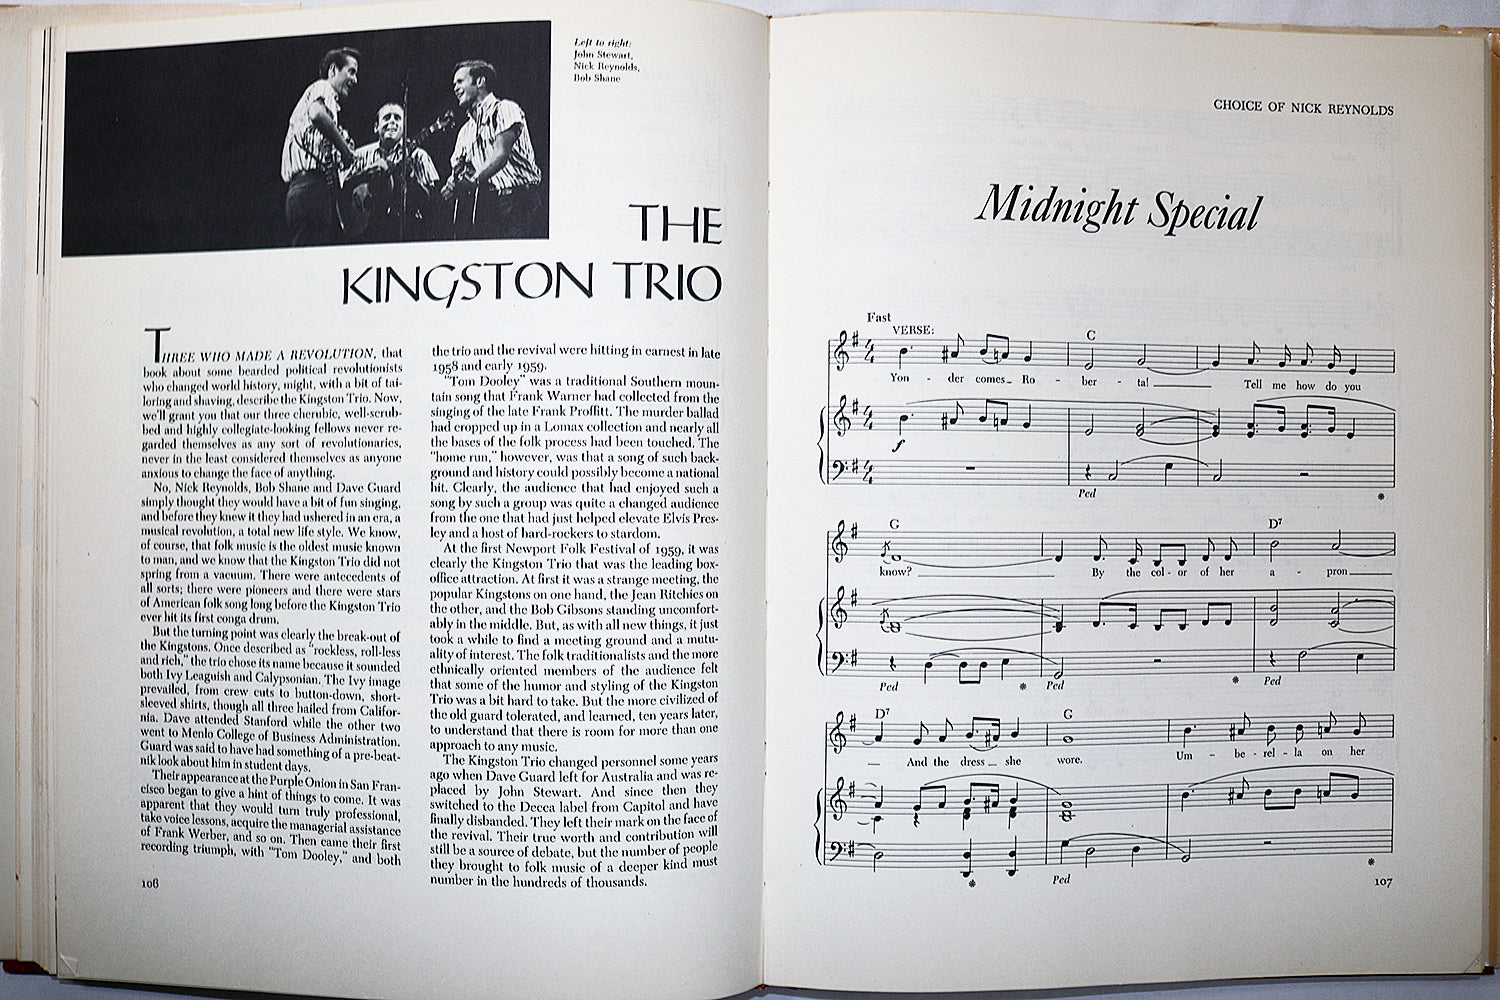 Left to right:
John Stewart,
Nick Reynolds,
Bob Shane
THE
KINGSTON TRIO
THREE WHO MADE A REVOLUTION, that
book about some bearded political revolutionists
who changed world history, might, with a bit of tai-
loring and shaving, describe the Kingston Trio. Now,
we'll grant you that our three cherubic, well-scrub-
bed and highly collegiate-looking fellows never re-
garded themselves as any sort of revolutionaries,
never in the least considered themselves as anyone
anxious to change the face of anything.
No, Nick Reynolds, Bob Shane and Dave Guard
simply thought they would have a bit of fun singing,
and before they knew it they had ushered in an era, a
musical revolution, a total new life style. We know,
of course, that folk music is the oldest music known
to man, and we know that the Kingston Trio did not
spring from a vacuum. There were antecedents of
all sorts; there were pioneers and there were stars
of American folk song long before the Kingston Trio
ever hit its first conga drum.
But the turning point was clearly the break-out of
the Kingstons. Once described as "rockless, roll-less
and rich," the trio chose its name because it sounded
both Ivy Leaguish and Calypsonian. The Ivy image
prevailed, from crew cuts to button-down, short-
sleeved shirts, though all three hailed from Califor-
nia. Dave attended Stanford while the other two
went to Menlo College of Business Administration.
Guard was said to have had something of a pre-beat-
nik look about him in student days.
Their appearance at the Purple Onion in San Fran-
cisco began to give a hint of things to come. It was
apparent that they would turn truly professional,
take voice lessons, acquire the managerial assistance
of Frank Werber, and so on. Then came their first
recording triumph, with "Tom Dooley," and both
the trio and the revival were hitting in earnest in late
1958 and early 1959.
"Tom Dooley" was a traditional Southern moun-
tain song that Frank Warner had collected from the
singing of the late Frank Proffitt. The murder ballad
had cropped up in a Lomax collection and nearly all
the bases of the folk process had been touched. The
"home run," however, was that a song of such back-
ground and history could possibly become a national
hit. Clearly, the audience that had enjoyed such a
song by such a group was quite a changed audience
from the one that had just helped elevate Elvis Pres-
ley and a host of hard-rockers to stardom.
At the first Newport Folk Festival of 1959, it was
clearly the Kingston Trio that was the leading box-
office attraction. At first it was a strange meeting, the
popular Kingstons on one hand, the Jean Ritchies on
the other, and the Bob Gibsons standing uncomfort-
ably in the middle. But, as with all new things, it just
took a while to find a meeting ground and a mutu-
ality of interest. The folk traditionalists and the more
ethnically oriented members of the audience felt
that some of the humor and styling of the Kingston
Trio was a bit hard to take. But the more civilized of
the old guard tolerated, and learned, ten years later,
to understand that there is room for more than one
approach to any music.
The Kingston Trio changed personnel some years
ago when Dave Guard left for Australia and was re-
placed by John Stewart. And since then they
switched to the Decca label from Capitol and have
finally disbanded. They left their mark on the face of
the revival. Their true worth and contribution will
still be a source of debate, but the number of people
they brought to folk music of a deeper kind must
number in the hundreds of thousands.
106
CHOICE OF NICK REYNOLDS
Midnight Special
Fast
VERSE:
C
Yon - der comes_ Ro - ber - ta! ____ Tell me how do you
f
Ped *
G D7
know? ____ By the col - or of her a - pron ____
Ped * Ped * Ped
D7 G
__ And the dress __ she wore. Um - be - rel - la on her
* Ped *
107